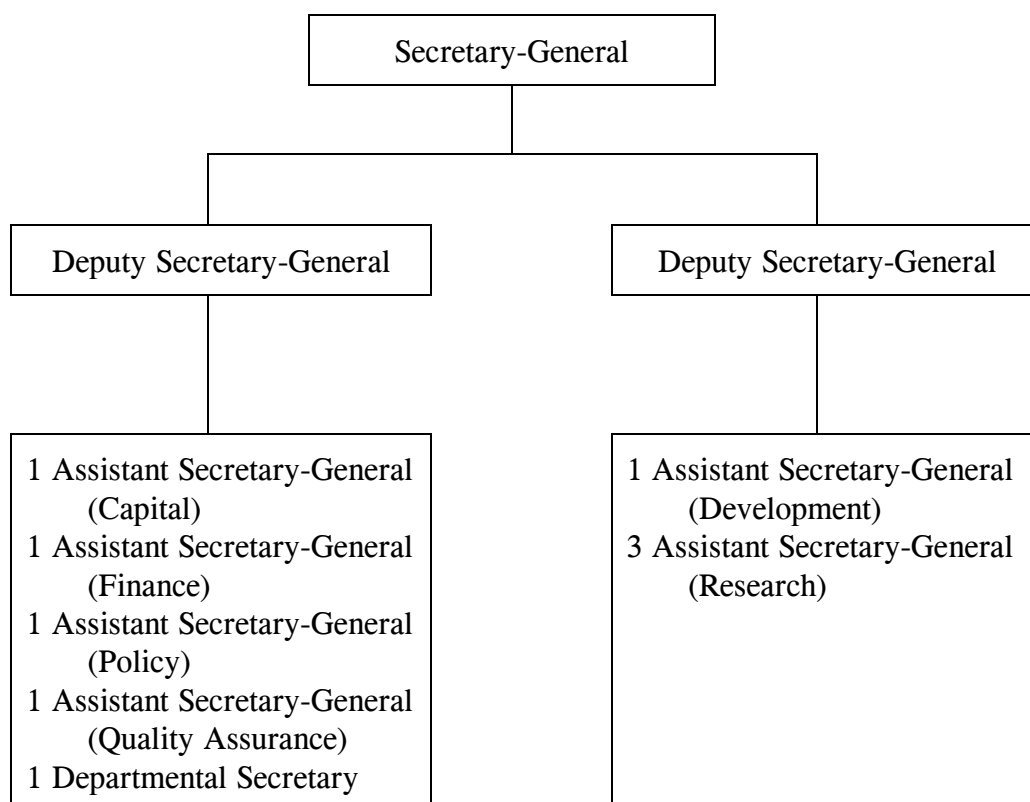 Secretary-General
Deputy Secretary-General
Deputy Secretary-General
1 Assistant Secretary-General
(Capital)
1 Assistant Secretary-General
(Finance)
1 Assistant Secretary-General
(Policy)
1 Assistant Secretary-General
(Quality Assurance)
1 Departmental Secretary
1 Assistant Secretary-General
(Development)
3 Assistant Secretary-General
(Research)